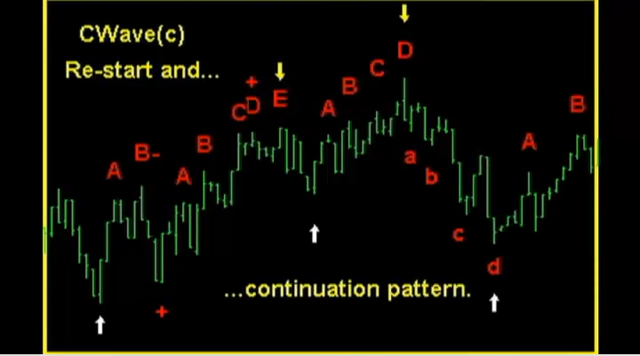 CWave(c)
Re-start and...
D
C
B
+
E
A
C
D
B
B
B-
A
A
A
a
b
c
d
+
...continuation pattern.